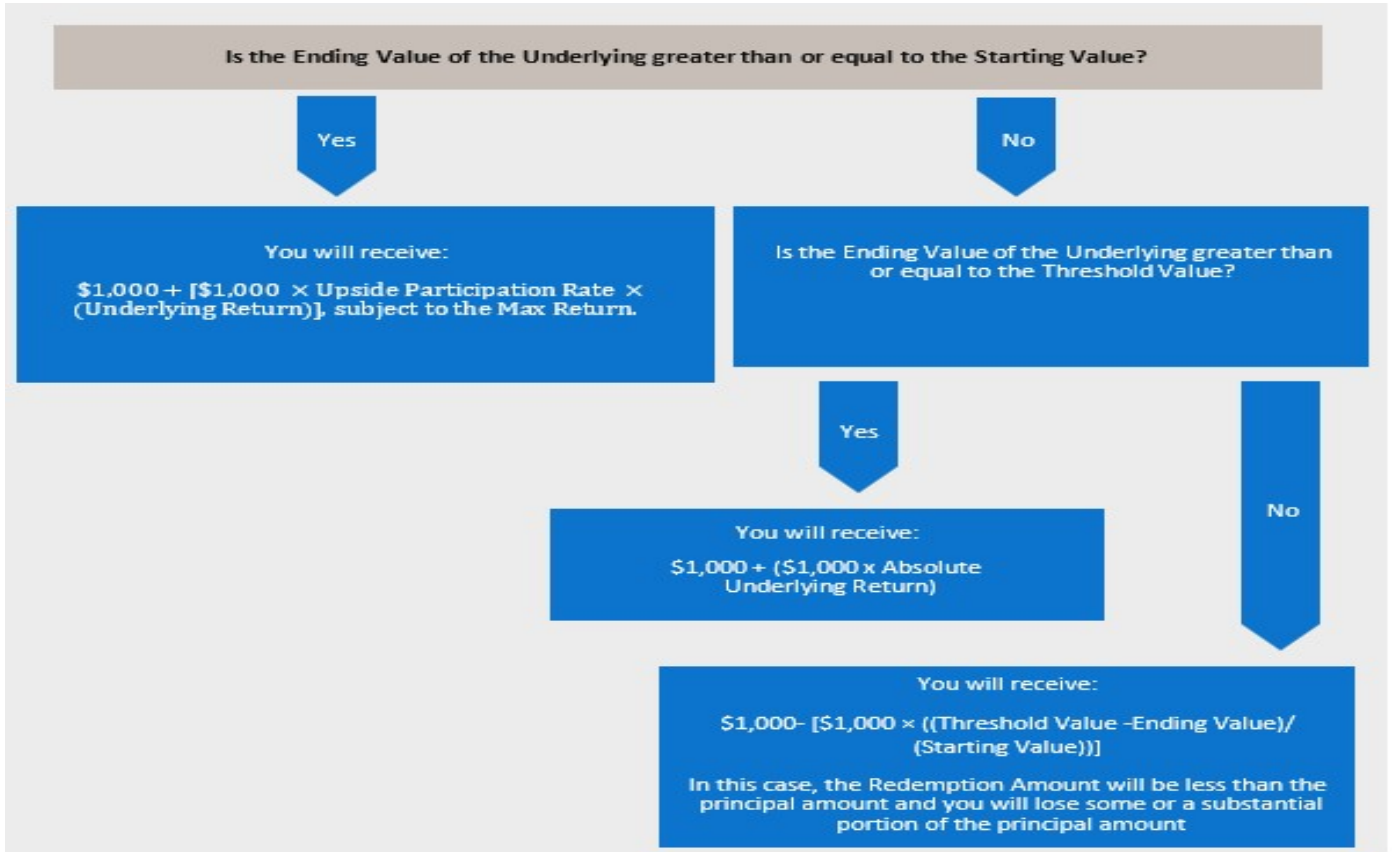 Is the Ending Value of the Underlying greater than or equal to the Starting Value?
Yes
No
You will receive:
$1,000 + [$1,000 × Upside Participation Rate ×
(Underlying Return)], subject to the Max Return.
Is the Ending Value of the Underlying greater than
or equal to the Threshold Value?
Yes
No
You will receive:
$1,000 + ($1,000 x Absolute
Underlying Return)
You will receive:
$1,000- [$1,000 × ((Threshold Value -Ending Value)/
(Starting Value))]
In this case, the Redemption Amount will be less than the
principal amount and you will lose some or a substantial
portion of the principal amount